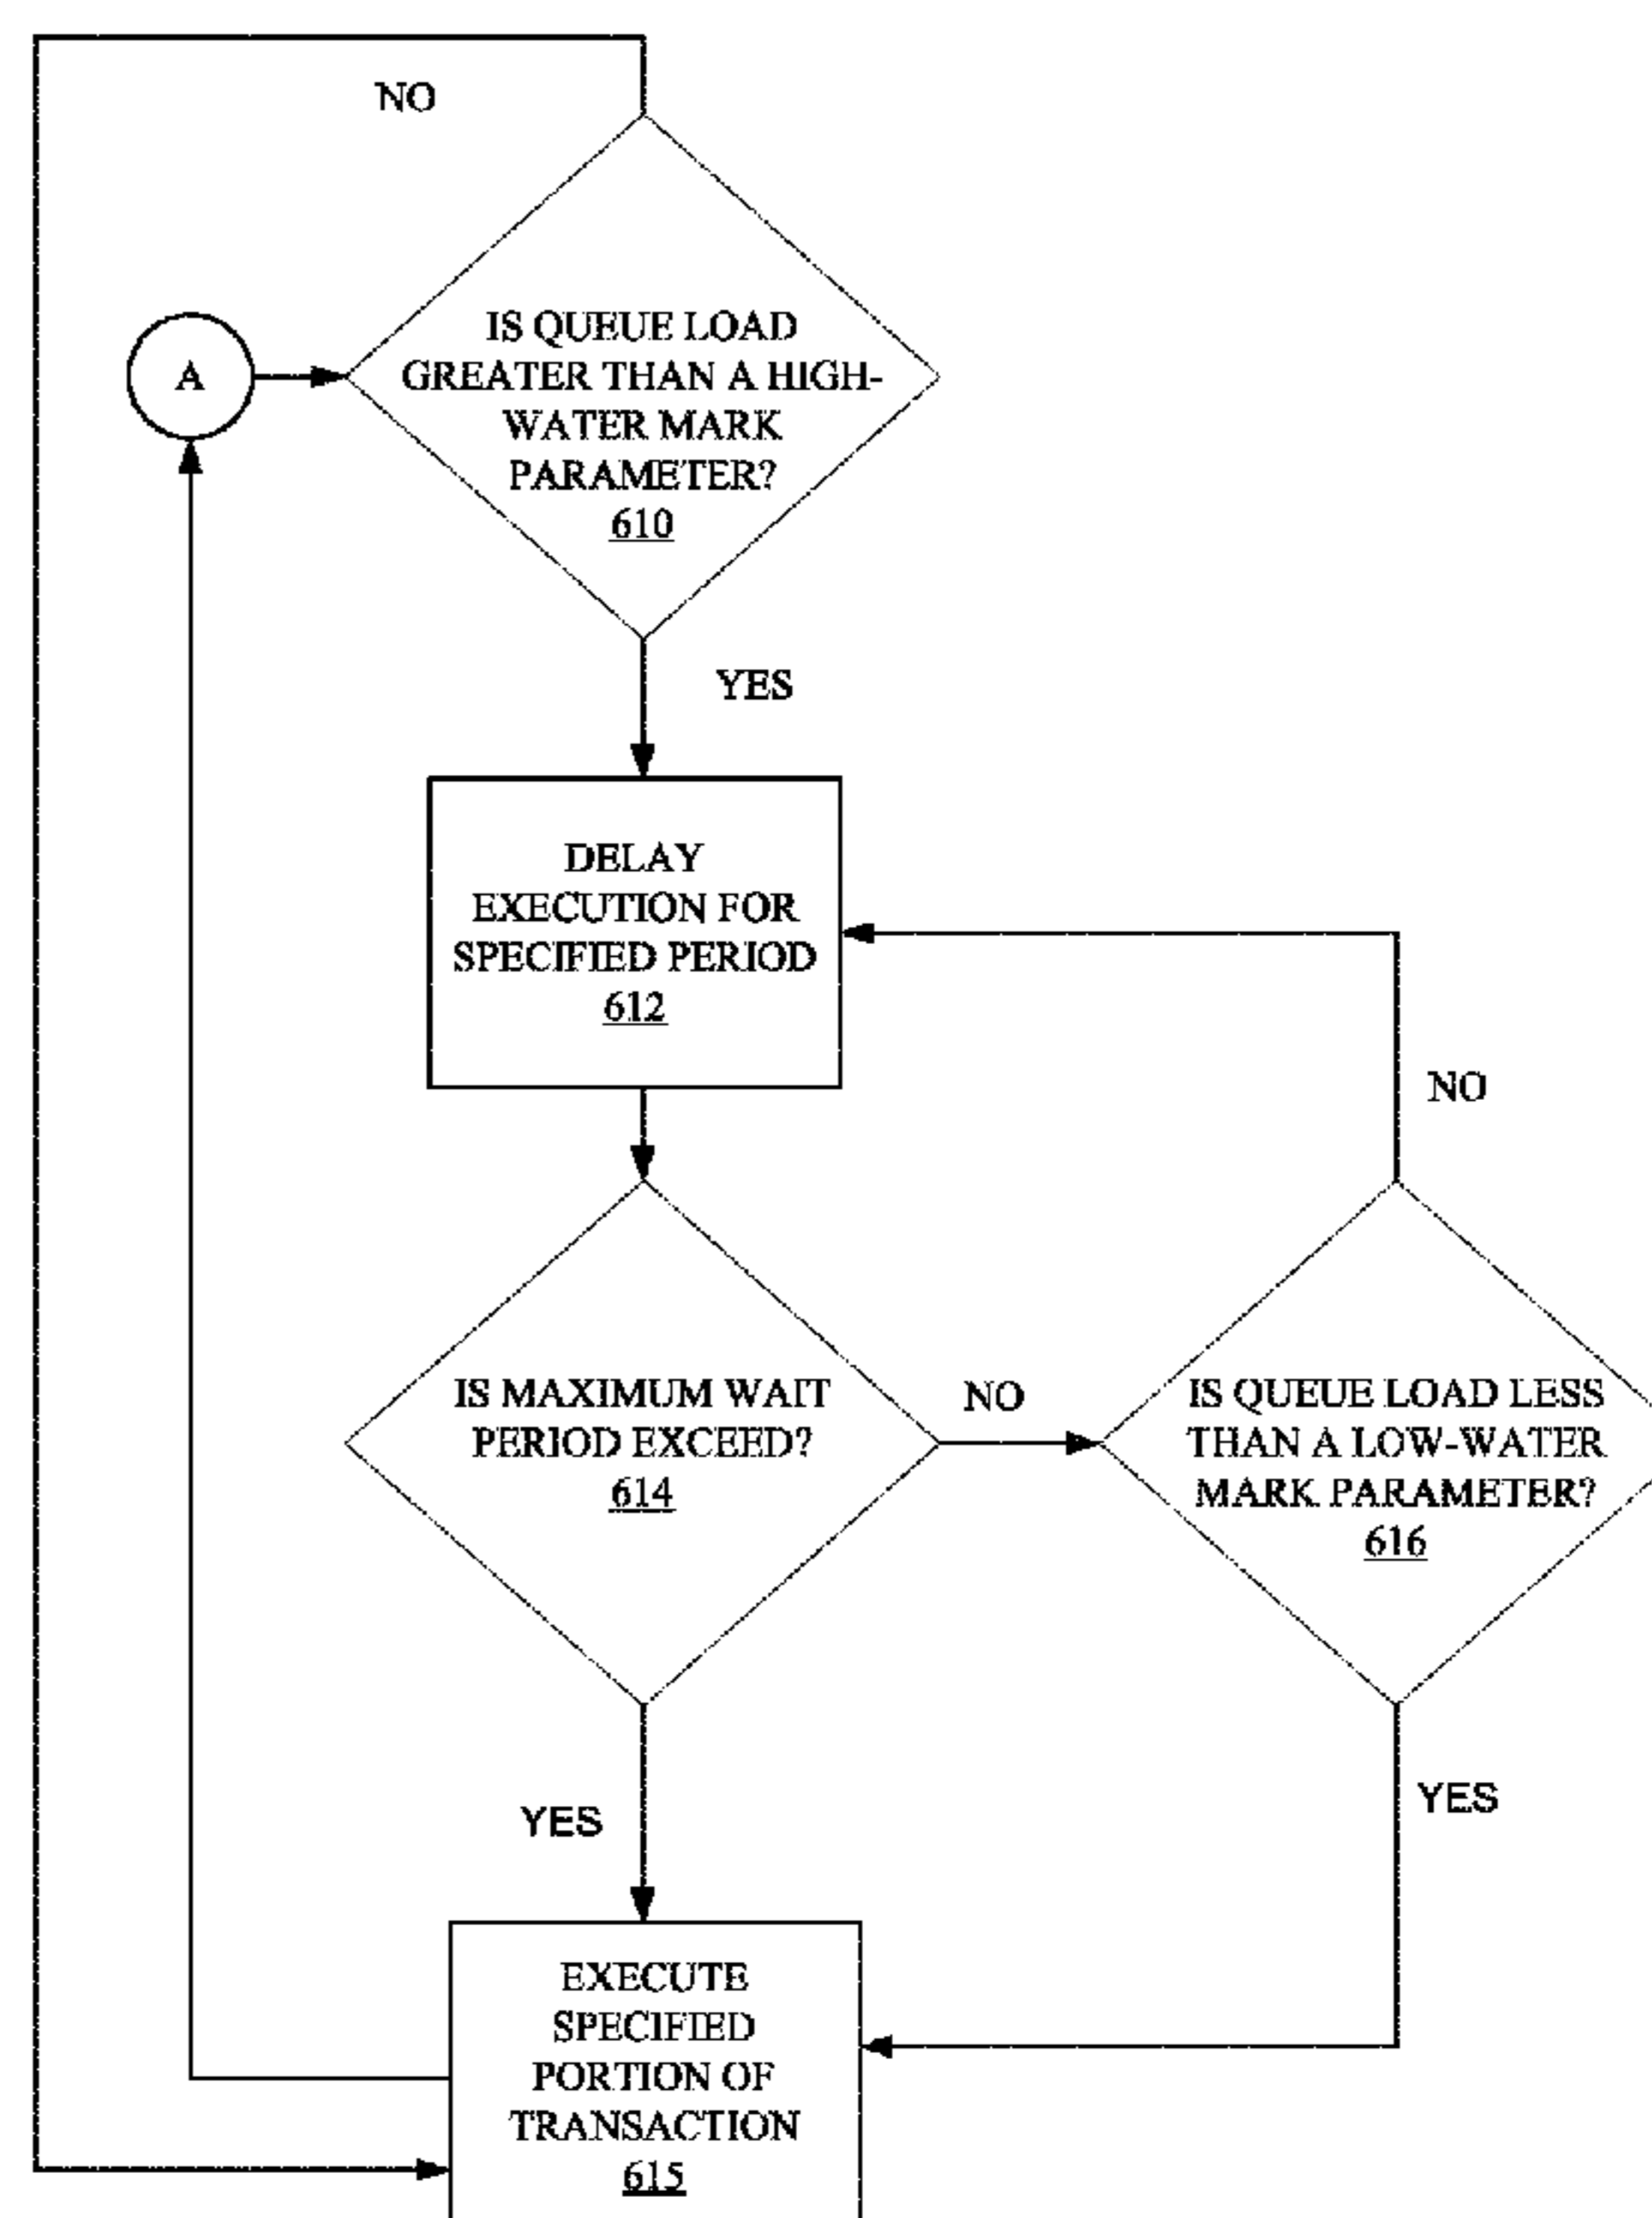 NO
A
IS QUEUE LOAD
GREATER THAN A HIGH-
WATER MARK
PARAMETER?
610
YES
DELAY
EXECUTION FOR
SPECIFIED PERIOD
612
NO
IS MAXIMUM WAIT
PERIOD EXCEED?
614
NO
IS QUEUE LOAD LESS
THAN A LOW-WATER
MARK PARAMETER?
616
YES
YES
EXECUTE
SPECIFIED
PORTION OF
TRANSACTION
615